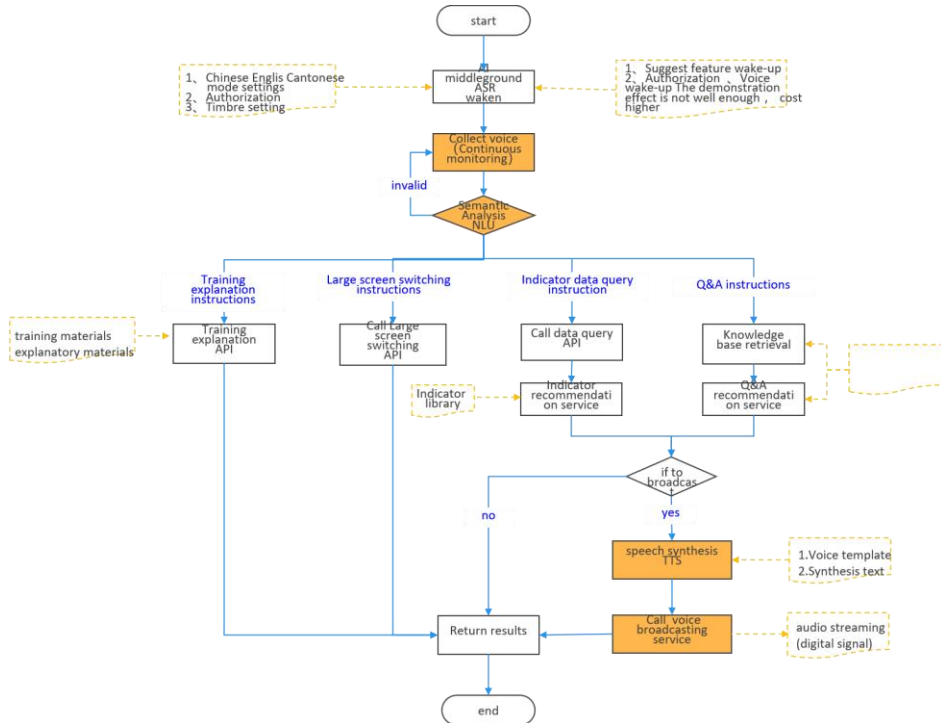 start
1、 Chinese Englis Cantonese
mode settings
2、 Authorization
3、 Timbre setting
AI
middleground
ASR
waken
1、 Suggest feature wake-up
2、 Authorization 、 Voice
wake-up The demonstration
effect is not well enough ， cost
higher
Collect voice
（Continuous
monitoring）
invalid
Semantic
Analysis
NLU
Training
explanation
instructions
Large screen switching
instructions
Indicator data query
instruction
Q&A instructions
training materials
explanatory materials
Training
explanation
API
Call Large
screen
switching
API
Call data query
API
Knowledge
base retrieval
Indicator
library
Indicator
recommendati
on service
Q&A
recommendati
on service
if to
broadcas
t
no
yes
speech synthesis
TTS
1.Voice template
2.Synthesis text
Return results
Call voice
broadcasting
service
audio streaming
(digital signal)
end